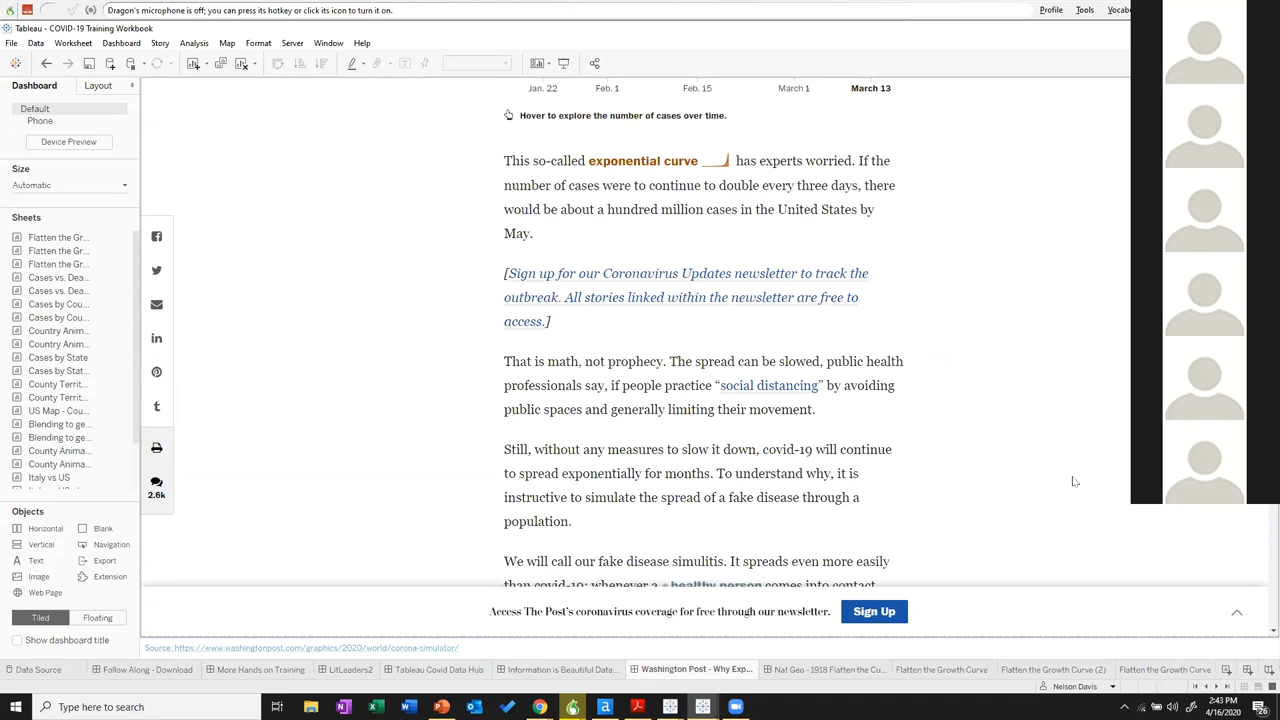 Dragon's microphone is off; you can press its hotkey or click its icon to turn it on.
Profile Tools Vocabu
Tableau - COVID-19 Training Workbook
File Data Worksheet Dashboard Story Analysis Map Format Server Window Help
Dashboard Layout
Default
Phone
Device Preview
Size
Automatic
Sheets
Flatten the Gr...
Flatten the Gr...
Flatten the Gr...
Cases vs. Dea...
Cases vs. Dea...
Cases by Cou...
Cases by Cou...
Country Anim...
Country Anim...
Cases by State
Cases by State...
County Territ...
County Territ...
US Map - Cou...
Blending to ge...
Blending to ge...
County Anima...
County Anima...
Italy vs US
Objects
Horizontal Blank
Vertical Navigation
Text Export
Image Extension
Web Page
Tiled Floating
Show dashboard title
2.6k
Jan. 22 Feb. 1 Feb. 15 March 1 March 13
Hover to explore the number of cases over time.
This so-called exponential curve has experts worried. If the
number of cases were to continue to double every three days, there
would be about a hundred million cases in the United States by
May.
[Sign up for our Coronavirus Updates newsletter to track the
outbreak. All stories linked within the newsletter are free to
access.]
That is math, not prophecy. The spread can be slowed, public health
professionals say, if people practice “social distancing” by avoiding
public spaces and generally limiting their movement.
Still, without any measures to slow it down, covid-19 will continue
to spread exponentially for months. To understand why, it is
instructive to simulate the spread of a fake disease through a
population.
We will call our fake disease simulitis. It spreads even more easily
than covid-19: whenever a healthy person comes into contact
Access The Post's coronavirus coverage for free through our newsletter. Sign Up
Source: https://www.washingtonpost.com/graphics/2020/world/corona-simulator/
Data Source Follow Along - Download More Hands on Training LitLeaders2 Tableau Covid Data Hub Information is Beautiful Data... Washington Post - Why Exp... Nat Geo - 1918 Flatten the Cu... Flatten the Growth Curve Flatten the Growth Curve (2) Flatten the Growth Curve
Nelson Davis
Type here to search
2:43 PM
4/16/2020
26